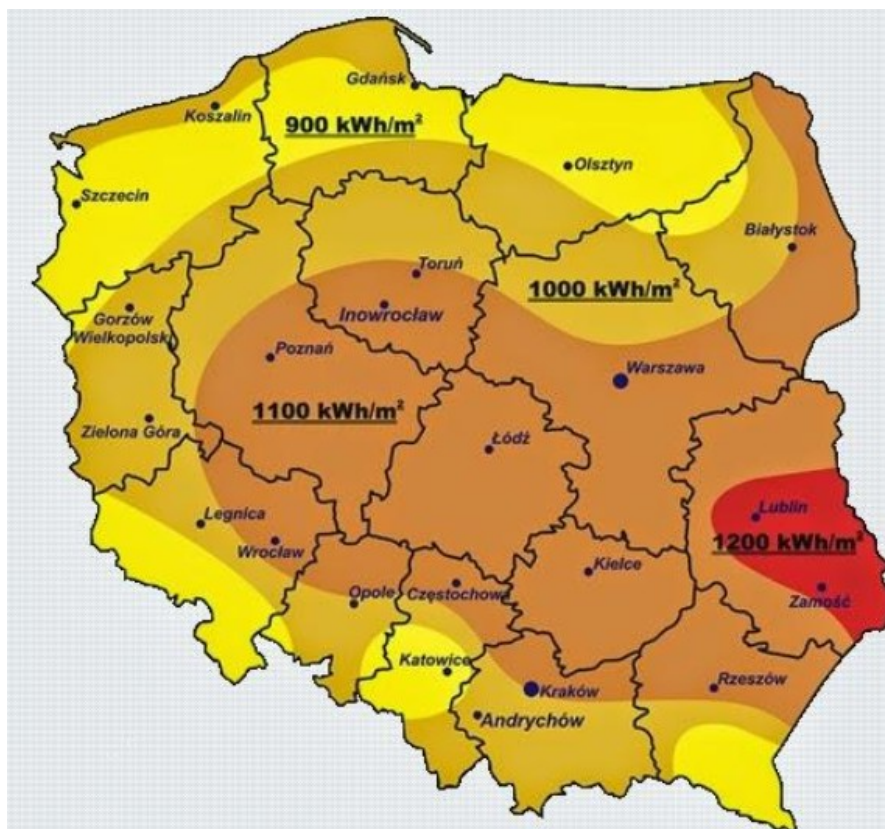 Gdańsk
Koszalin
900 kWh/m²
Olsztyn
Szczecin
Białystok
Toruń
1000 kWh/m²
Inowrocław
Gorzów
Wielkopolski
Poznań
Warszawa
1100 kWh/m²
Zielona Góra
Łódź
Legnica
Lublin
Wrocław
1200 kWh/m²
Kielce
Opole
Częstochowa
Zamość
Katowice
Kraków
Rzeszów
Andrychów